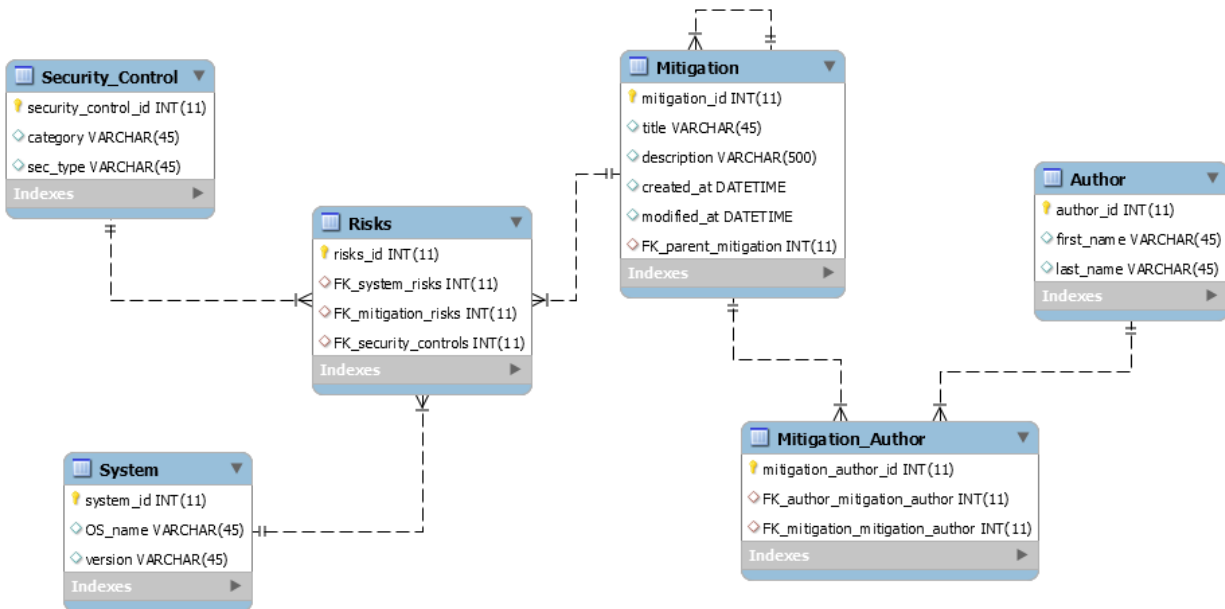 Security_Control
security_control_id INT(11)
category VARCHAR(45)
sec_type VARCHAR(45)
Indexes
Risks
risks_id INT(11)
FK_system_risks INT(11)
FK_mitigation_risks INT(11)
FK_security_controls INT(11)
Indexes
System
system_id INT(11)
OS_name VARCHAR(45)
version VARCHAR(45)
Indexes
Mitigation
mitigation_id INT(11)
title VARCHAR(45)
description VARCHAR(500)
created_at DATETIME
modified_at DATETIME
FK_parent_mitigation INT(11)
Indexes
Author
author_id INT(11)
first_name VARCHAR(45)
last_name VARCHAR(45)
Indexes
Mitigation_Author
mitigation_author_id INT(11)
FK_author_mitigation_author INT(11)
FK_mitigation_mitigation_author INT(11)
Indexes